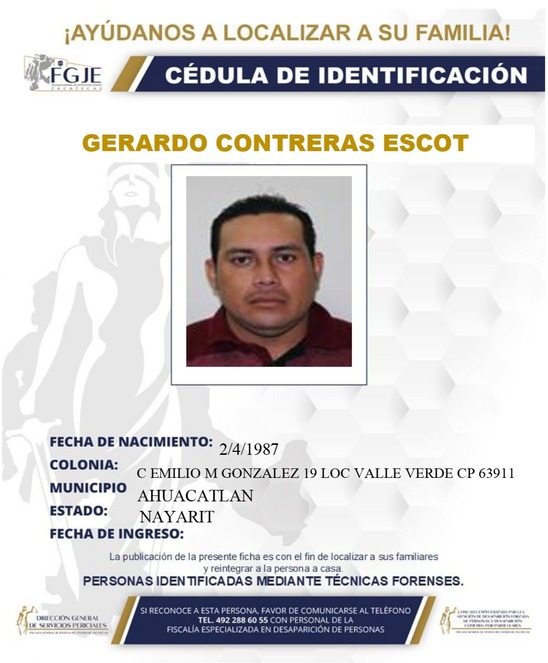 ¡AYÚDANOS A LOCALIZAR A SU FAMILIA!
FGJE
ZACATECAS
CÉDULA DE IDENTIFICACIÓN
GERARDO CONTRERAS ESCOT
FECHA DE NACIMIENTO: 2/4/1987
COLONIA: C EMILIO M GONZALEZ 19 LOC VALLE VERDE CP 63911
MUNICIPIO AHUACATLAN
ESTADO: NAYARIT
FECHA DE INGRESO:
La publicación de la presente ficha es con el fin de localizar a sus familiares
y reintegrar a la persona a casa.
PERSONAS IDENTIFICADAS MEDIANTE TÉCNICAS FORENSES.
DIRECCIÓN GENERAL
DE SERVICIOS PERICIALES
SI RECONOCE A ESTA PERSONA, FAVOR DE COMUNICARSE AL TELÉFONO
TEL. 492 288 60 55 CON PERSONAL DE LA
FISCALÍA ESPECIALIZADA EN DESAPARICIÓN DE PERSONAS